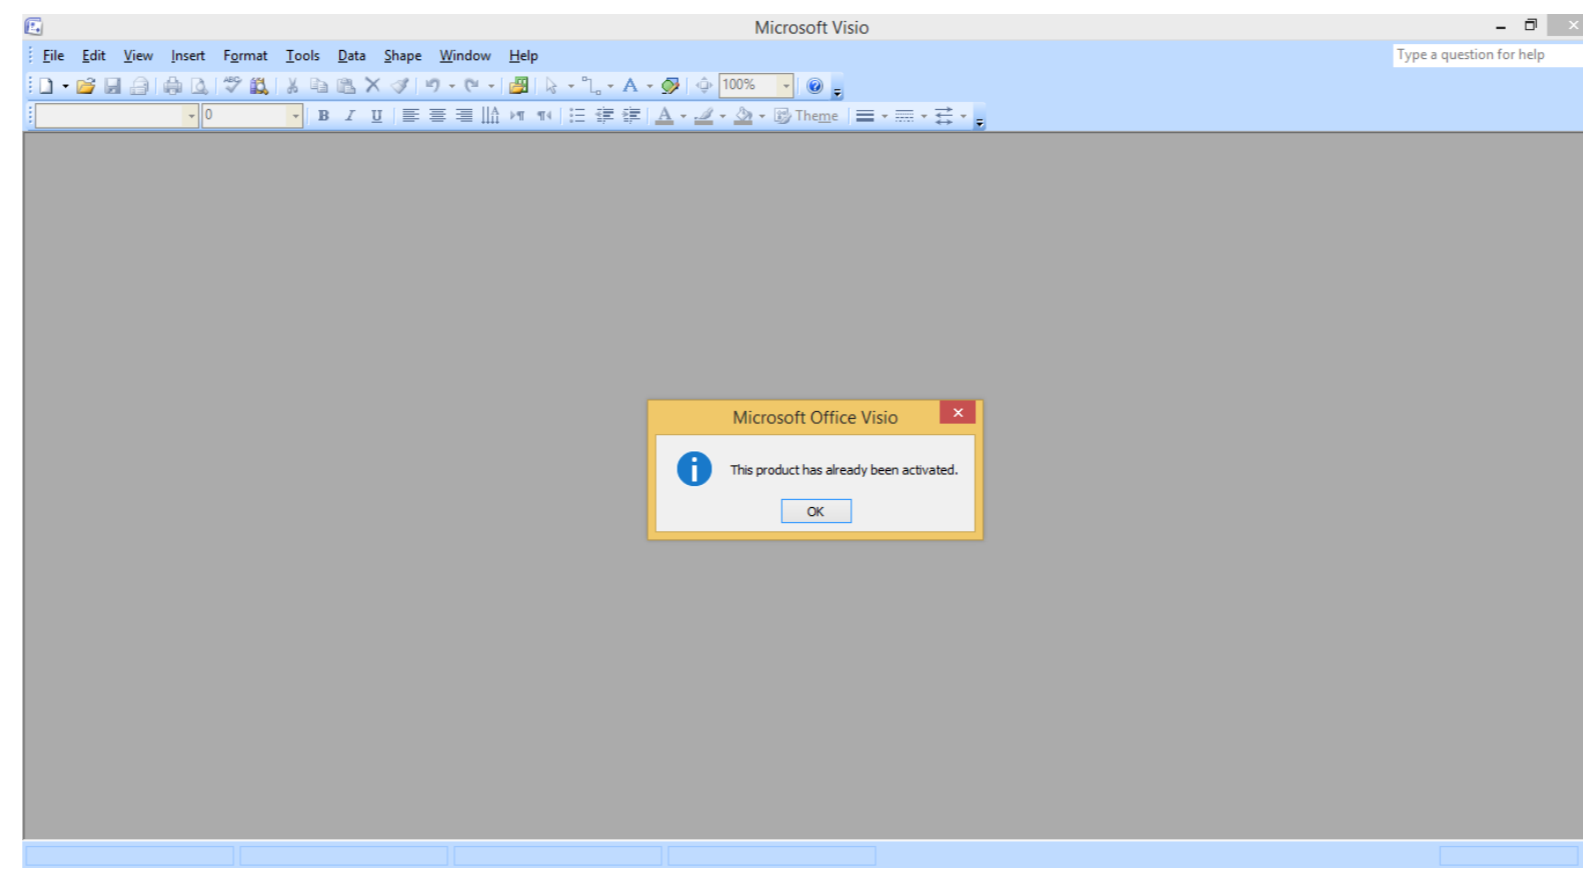 Microsoft Visio
File Edit View Insert Format Tools Data Shape Window Help
Type a question for help
ABC A 100%
0 B I U A Theme
Microsoft Office Visio
This product has already been activated.
OK